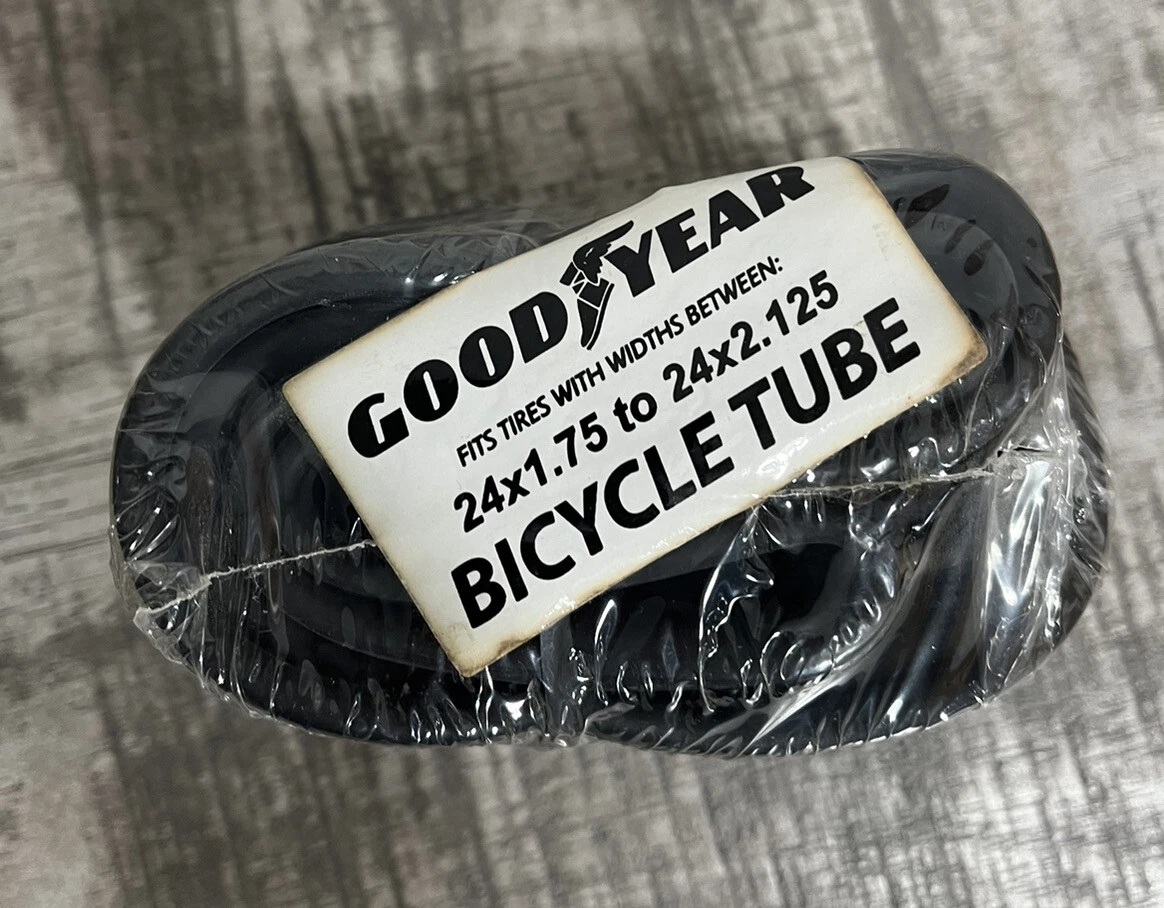 GOODYEAR
FITS TIRES WITH WIDTHS BETWEEN:
24x1.75 to 24x2.125
BICYCLE TUBE